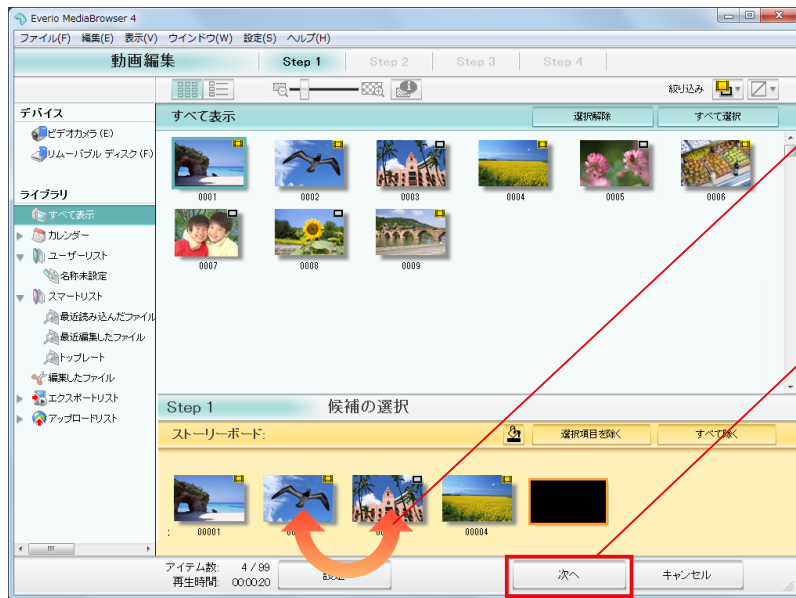 Everio MediaBrowser 4
ファイル(F) 編集(E) 表示(V) ウインドウ(W) 設定(S) ヘルプ(H)
動画編集 Step 1 Step 2 Step 3 Step 4
絞り込み
デバイス
ビデオカメラ (E)
リムーバブル ディスク (F)
ライブラリ
すべて表示
カレンダー
ユーザーリスト
名称未設定
スマートリスト
最近読み込んだファイル
最近編集したファイル
トップレート
編集したファイル
エクスポートリスト
アップロードリスト
すべて表示 選択解除 すべて選択
0001 0002 0003 0004 0005 0006
0007 0008 0009
Step 1 候補の選択
ストーリーボード: 選択項目を除く すべて除く
: 00001 00004
アイテム数: 4 / 99
再生時間: 00:00:20
次へ キャンセル